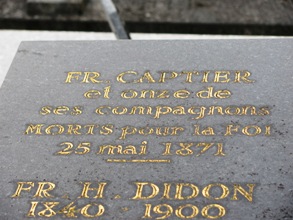 FR. CAPTIER
et onze de
ses compagnons
MORTS pour la FOI
25 mai 1871
FR. H. DIDON
1840 1900